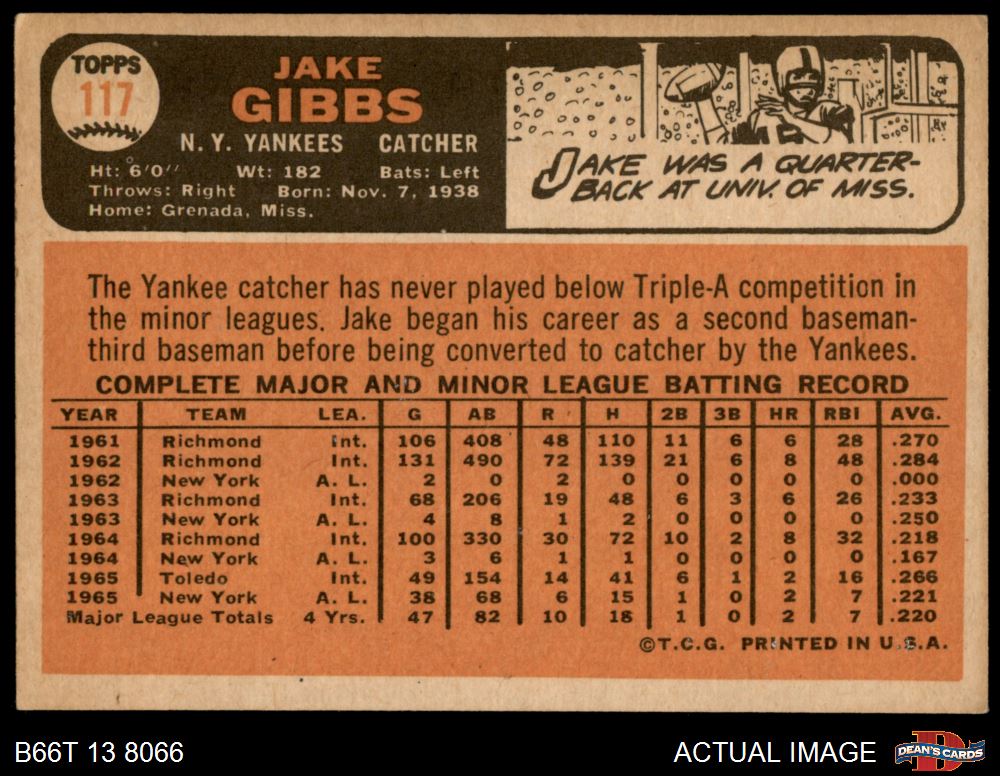 TOPPS
117
JAKE
GIBBS
N. Y. YANKEES CATCHER
Ht: 6'0" Wt: 182 Bats: Left
Throws: Right Born: Nov. 7, 1938
Home: Grenada, Miss.
JAKE WAS A QUARTER-
BACK AT UNIV. OF MISS.
The Yankee catcher has never played below Triple-A competition in
the minor leagues. Jake began his career as a second baseman-
third baseman before being converted to catcher by the Yankees.
COMPLETE MAJOR AND MINOR LEAGUE BATTING RECORD
YEAR TEAM LEA. G AB R H 2B 3B HR RBI AVG.
1961 Richmond Int. 106 408 48 110 11 6 6 28 .270
1962 Richmond Int. 131 490 72 139 21 6 8 48 .284
1962 New York A. L. 2 0 2 0 0 0 0 0 .000
1963 Richmond Int. 68 206 19 48 6 3 6 26 .233
1963 New York A. L. 4 8 1 2 0 0 0 0 .250
1964 Richmond Int. 100 330 30 72 10 2 8 32 .218
1964 New York A. L. 3 6 1 1 0 0 0 0 .167
1965 Toledo Int. 49 154 14 41 6 1 2 16 .266
1965 New York A. L. 38 68 6 15 1 0 2 7 .221
Major League Totals 4 Yrs. 47 82 10 18 1 0 2 7 .220
©T.C.G. PRINTED IN U.S.A.
B66T 13 8066 ACTUAL IMAGE D DEAN'S CARDS